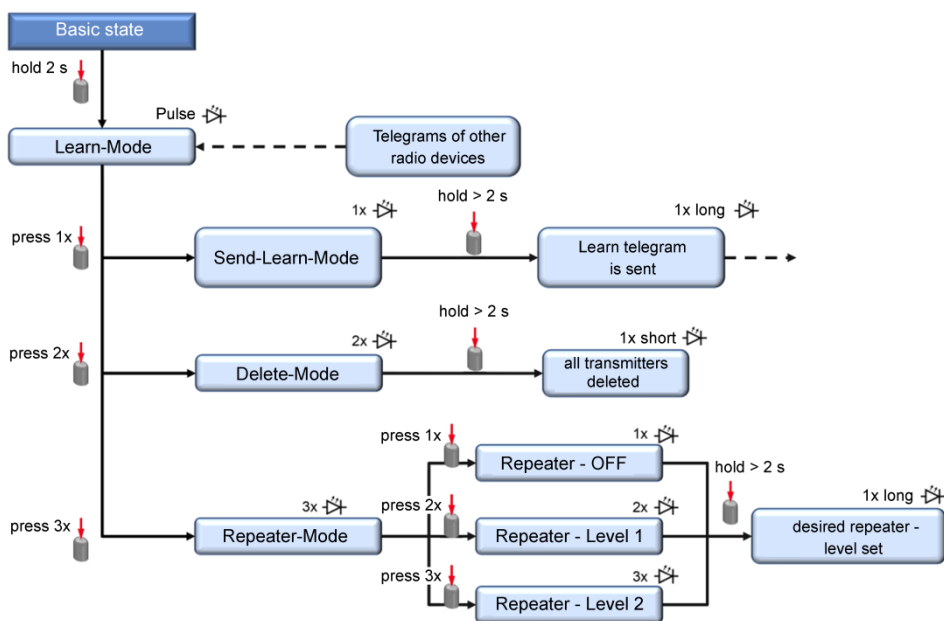 Basic state
hold 2 s
Pulse
Learn-Mode
Telegrams of other
radio devices
hold > 2 s
1x
1x long
press 1x
Send-Learn-Mode
Learn telegram
is sent
hold > 2 s
press 2x
2x
1x short
Delete-Mode
all transmitters
deleted
press 1x
1x
Repeater - OFF
hold > 2 s
press 3x
3x
press 2x
2x
1x long
Repeater-Mode
Repeater - Level 1
desired repeater -
level set
press 3x
3x
Repeater - Level 2